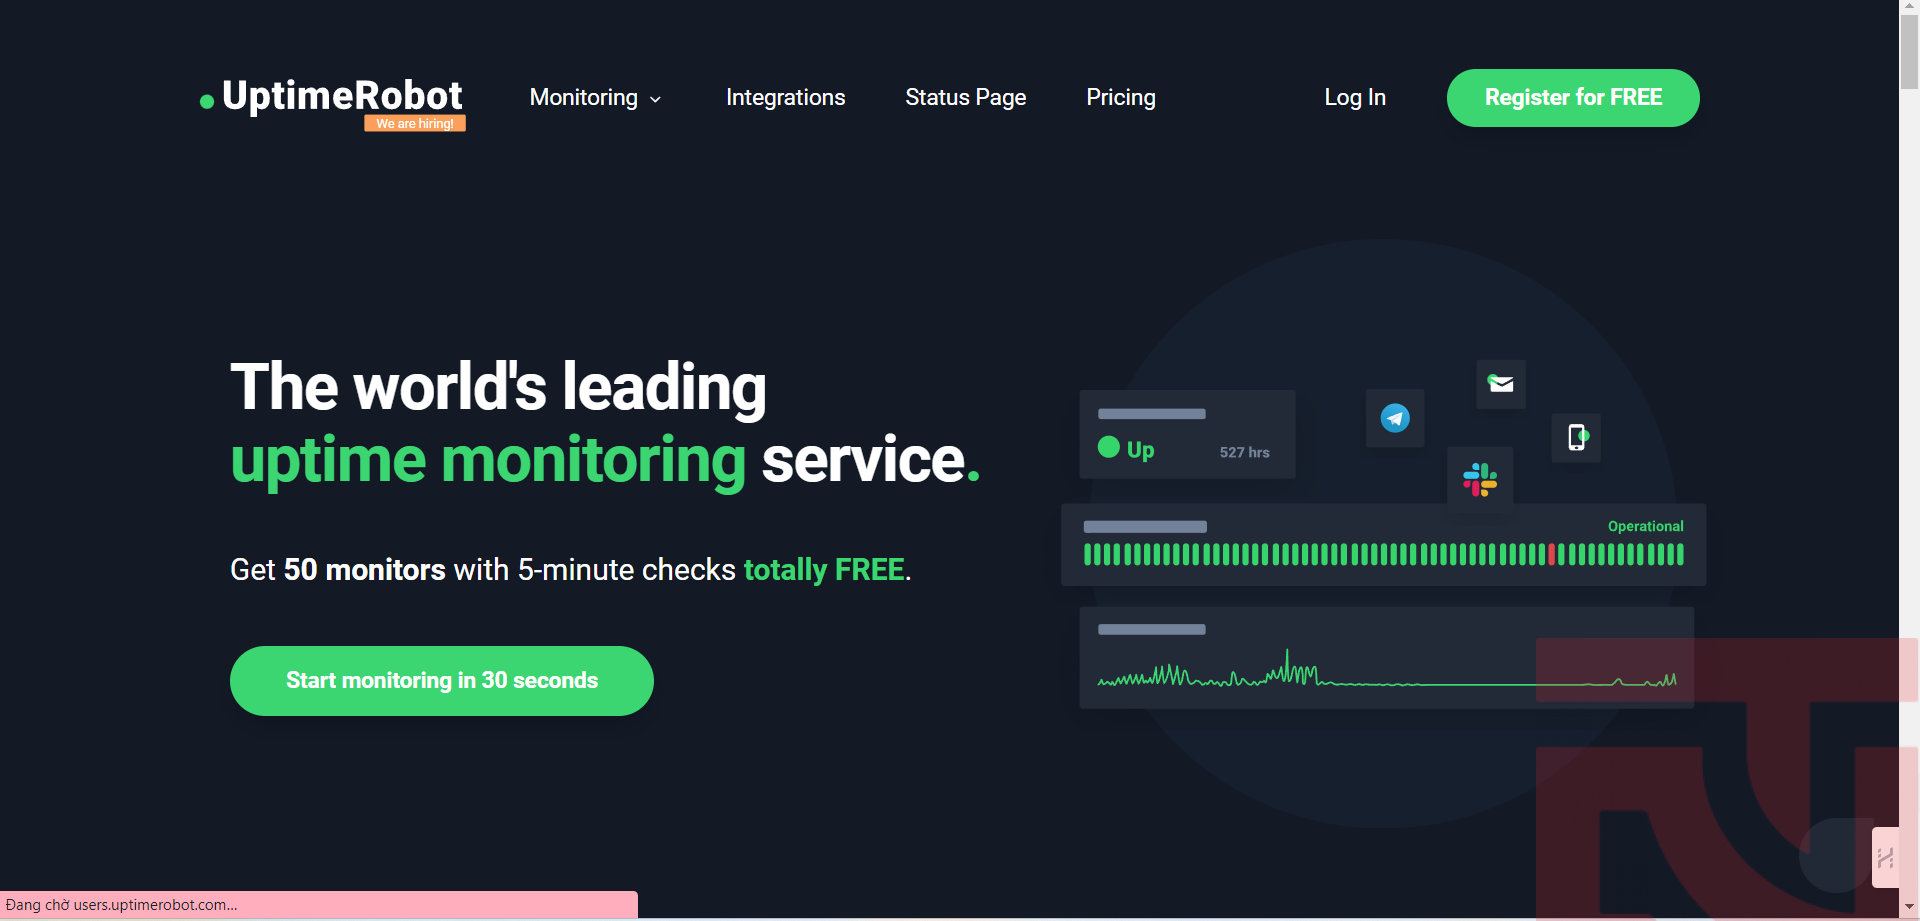 UptimeRobot
We are hiring!
Monitoring
Integrations
Status Page
Pricing
Log In
Register for FREE
The world's leading
uptime monitoring service.
Get 50 monitors with 5-minute checks totally FREE.
Start monitoring in 30 seconds
Up
527 hrs
Operational
Đang chờ users.uptimerobot.com...